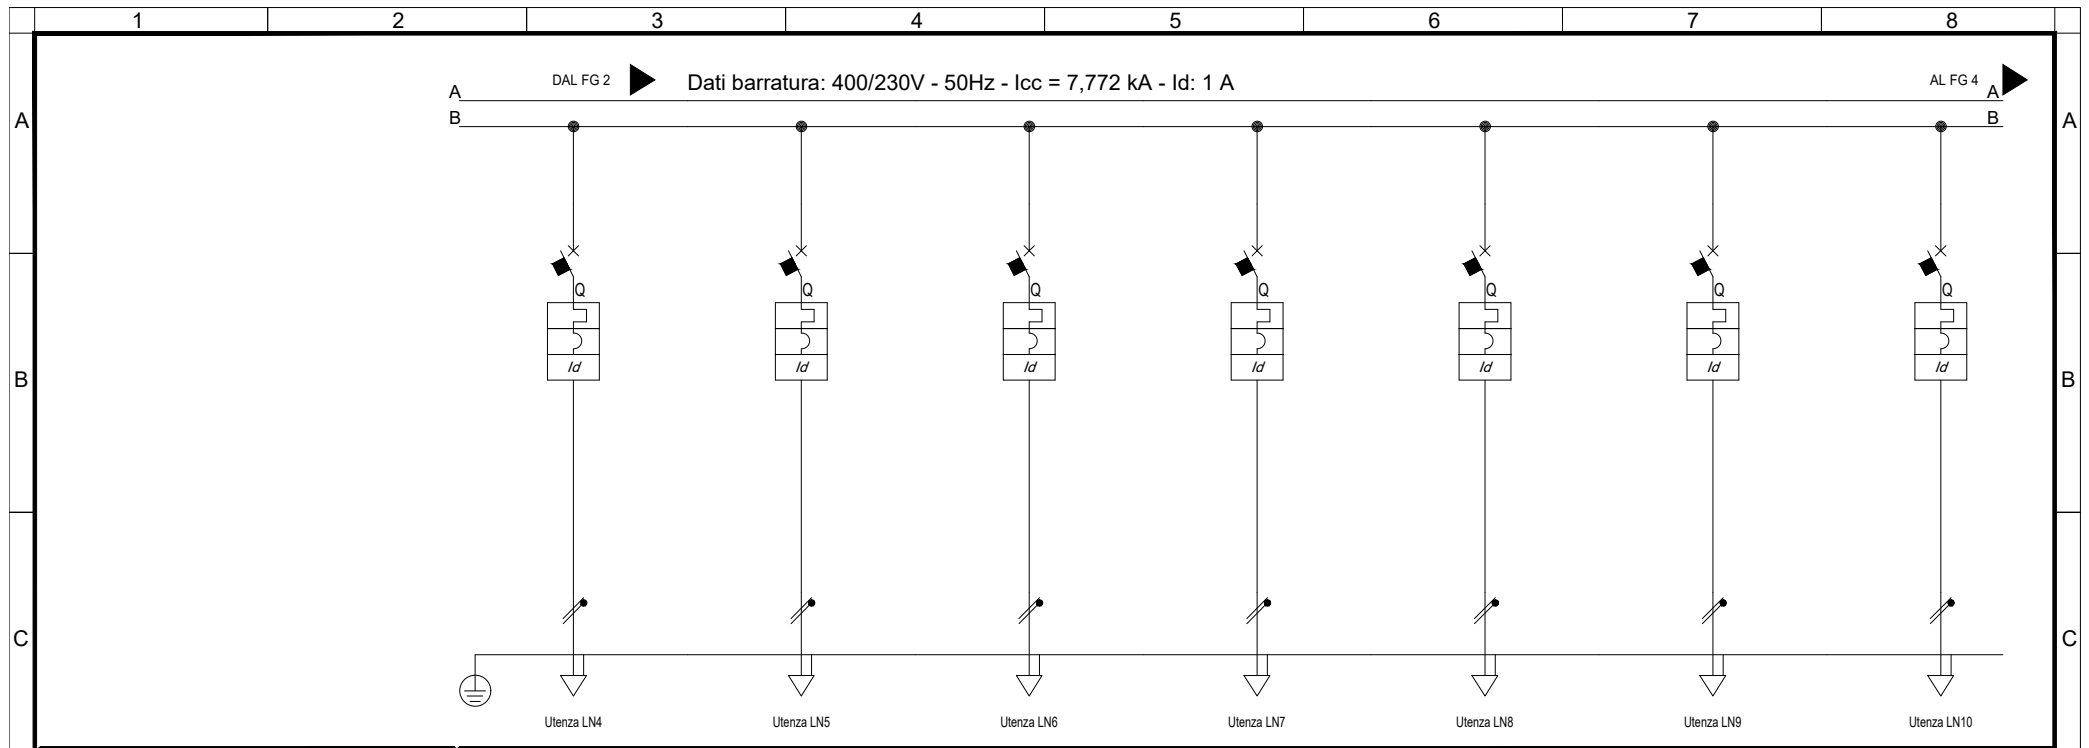 1 2 3 4 5 6 7 8
DAL FG 2 Dati barratura: 400/230V - 50Hz - Icc = 7,772 kA - Id: 1 A AL FG 4
A A
B B
A A
Q Q Q Q Q Q Q
Id Id Id Id Id Id Id
B B
C C
Utenza LN4 Utenza LN5 Utenza LN6 Utenza LN7 Utenza LN8 Utenza LN9 Utenza LN10